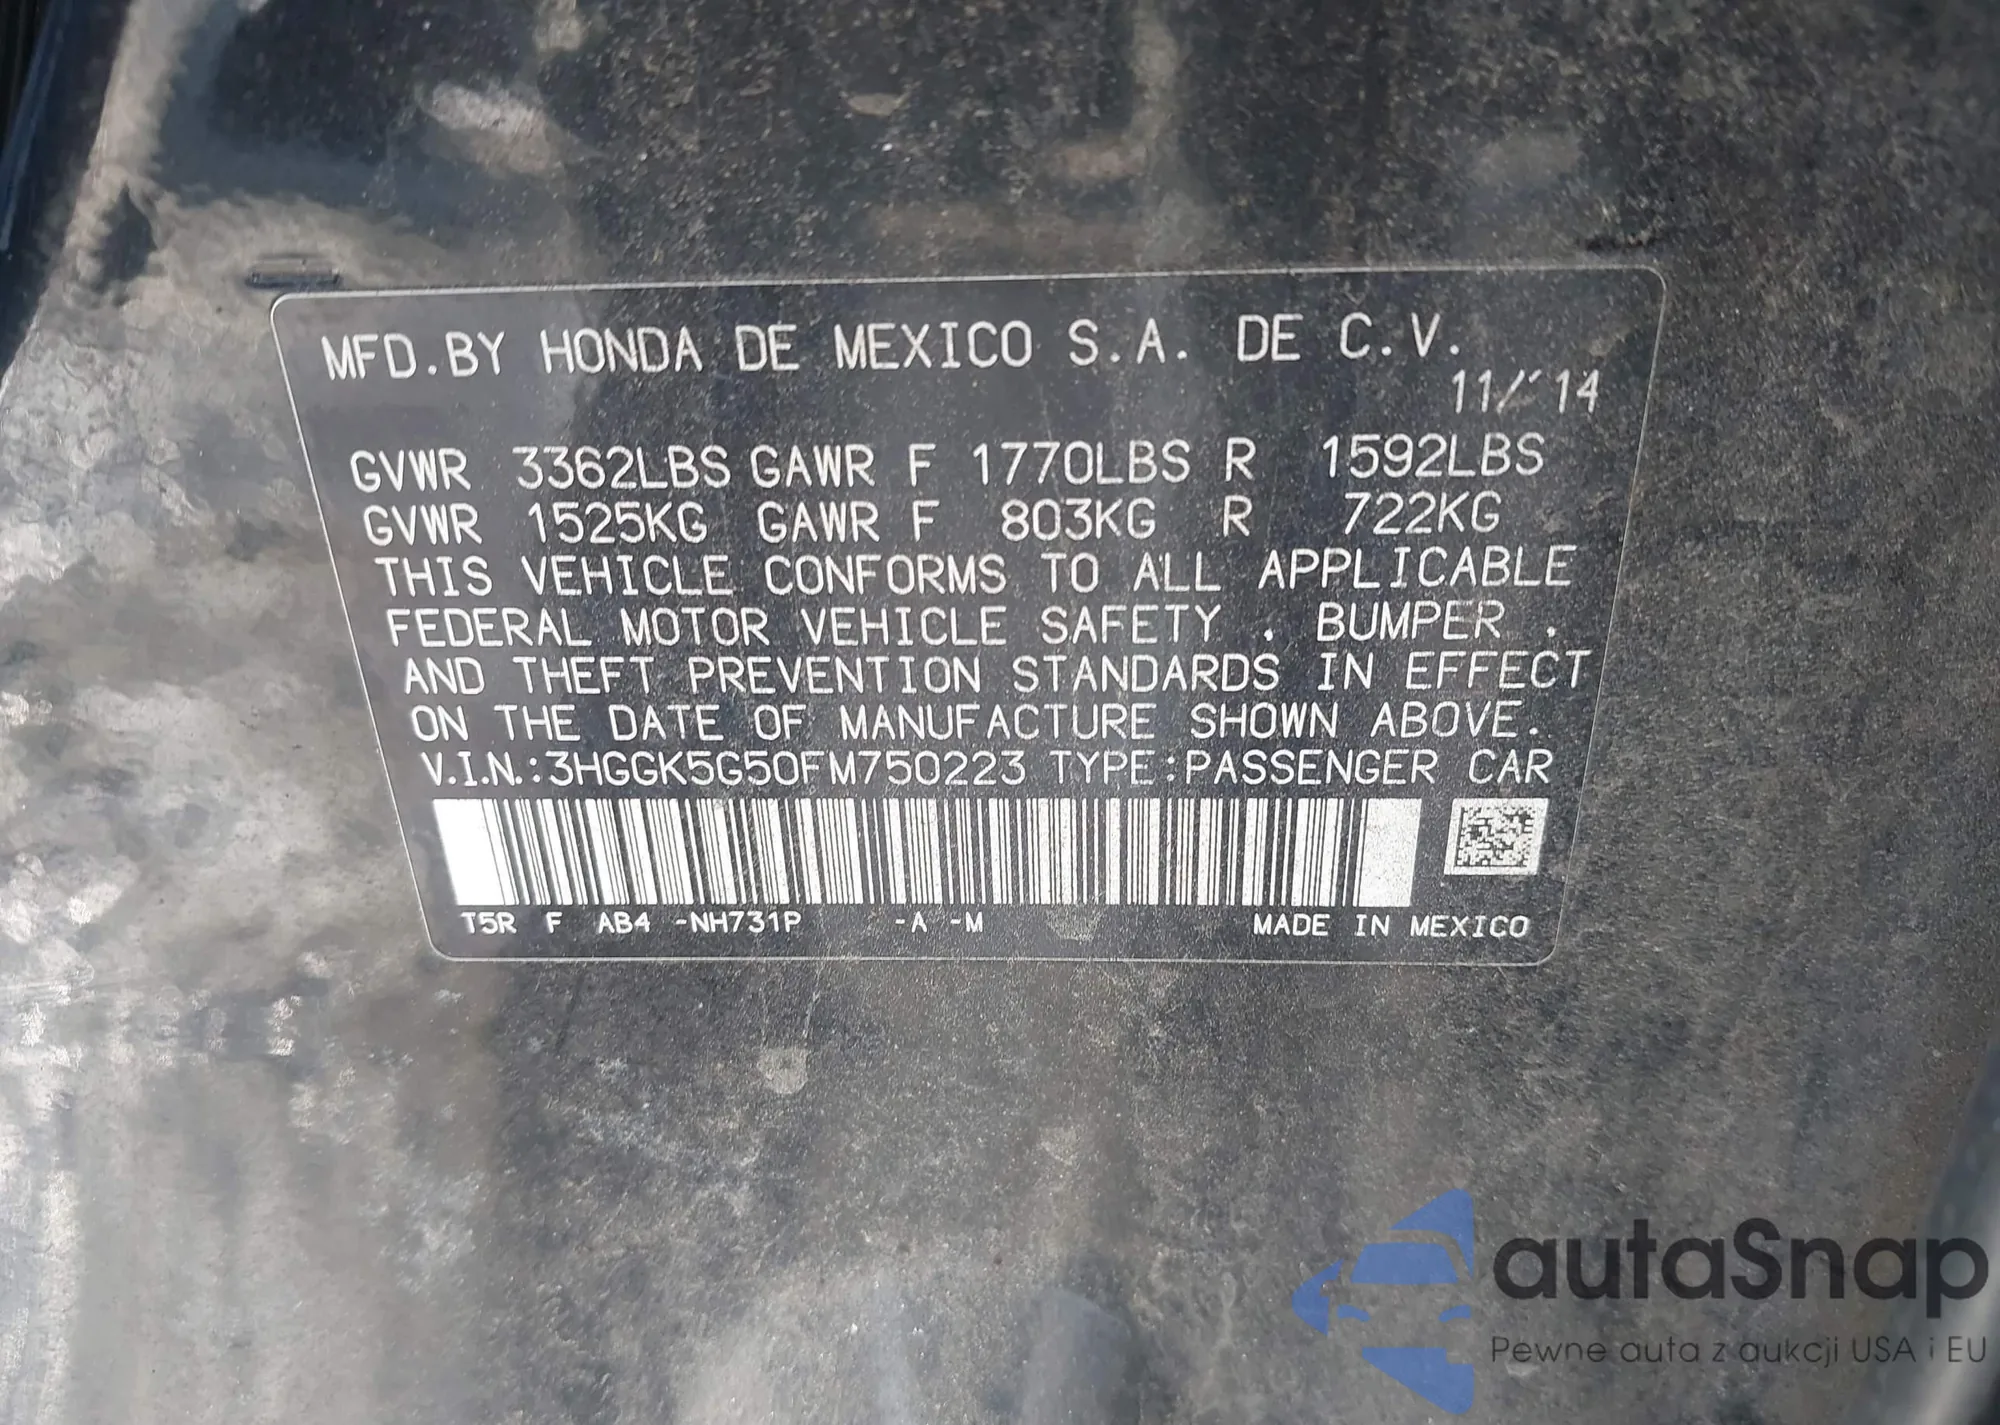 MFD.BY HONDA DE MEXICO S.A. DE C.V.
11/'14
GVWR 3362LBS GAWR F 1770LBS R 1592LBS
GVWR 1525KG GAWR F 803KG R 722KG
THIS VEHICLE CONFORMS TO ALL APPLICABLE
FEDERAL MOTOR VEHICLE SAFETY . BUMPER .
AND THEFT PREVENTION STANDARDS IN EFFECT
ON THE DATE OF MANUFACTURE SHOWN ABOVE.
V.I.N.:3HGGK5G50FM750223 TYPE:PASSENGER CAR
T5R F AB4 -NH731P -A -M MADE IN MEXICO
autaSnap
Pewne auta z aukcji USA i EU